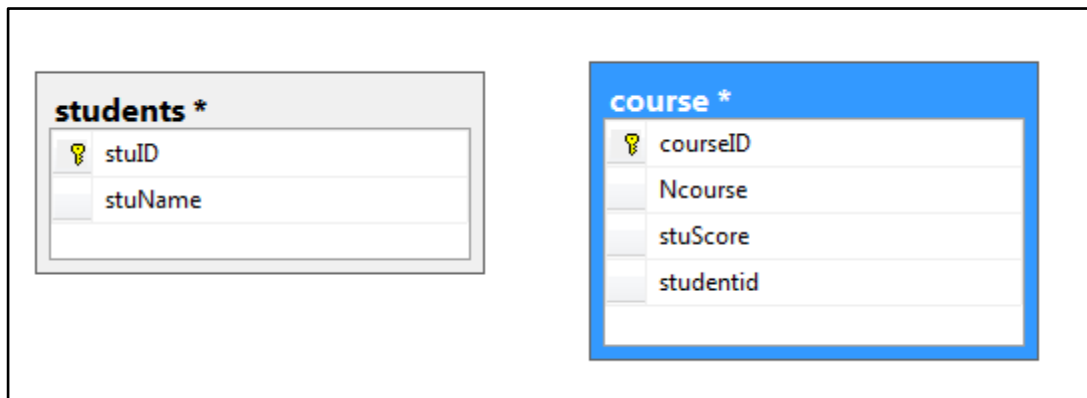 students *
stuID
stuName
course *
courseID
Ncourse
stuScore
studentid